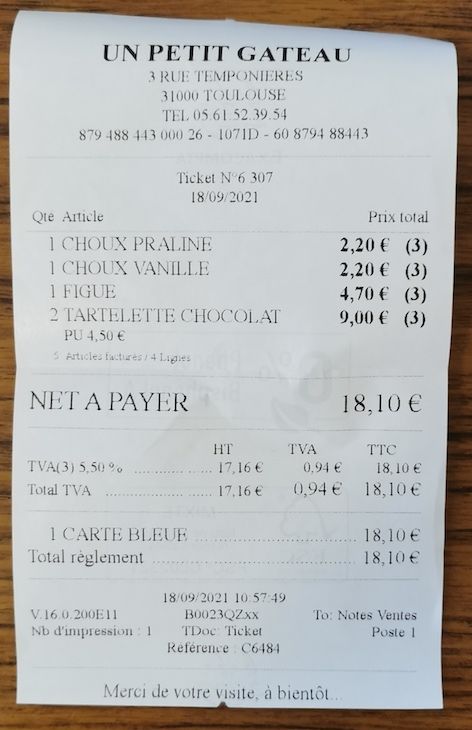 UN PETIT GATEAU
3 RUE TEMPONIERES
31000 TOULOUSE
TEL 05.61.52.39.54
879 488 443 000 26 - 1071D - 60 8794 88443
Ticket N°6 307
18/09/2021
Qté Article Prix total
1 CHOUX PRALINE 2,20 € (3)
1 CHOUX VANILLE 2,20 € (3)
1 FIGUE 4,70 € (3)
2 TARTELETTE CHOCOLAT 9,00 € (3)
PU 4,50 €
5 Articles facturés / 4 Lignes
NET A PAYER 18,10 €
HT TVA TTC
TVA(3) 5,50 % .................. 17,16 € 0,94 € 18,10 €
Total TVA ........................ 17,16 € 0,94 € 18,10 €
1 CARTE BLEUE .................................... 18,10 €
Total règlement ............................................. 18,10 €
18/09/2021 10:57:49
V.16.0.200E11 B0023QZxx To: Notes Ventes
Nb d'impression : 1 TDoc: Ticket Poste 1
Référence : C6484
Merci de votre visite, à bientôt...